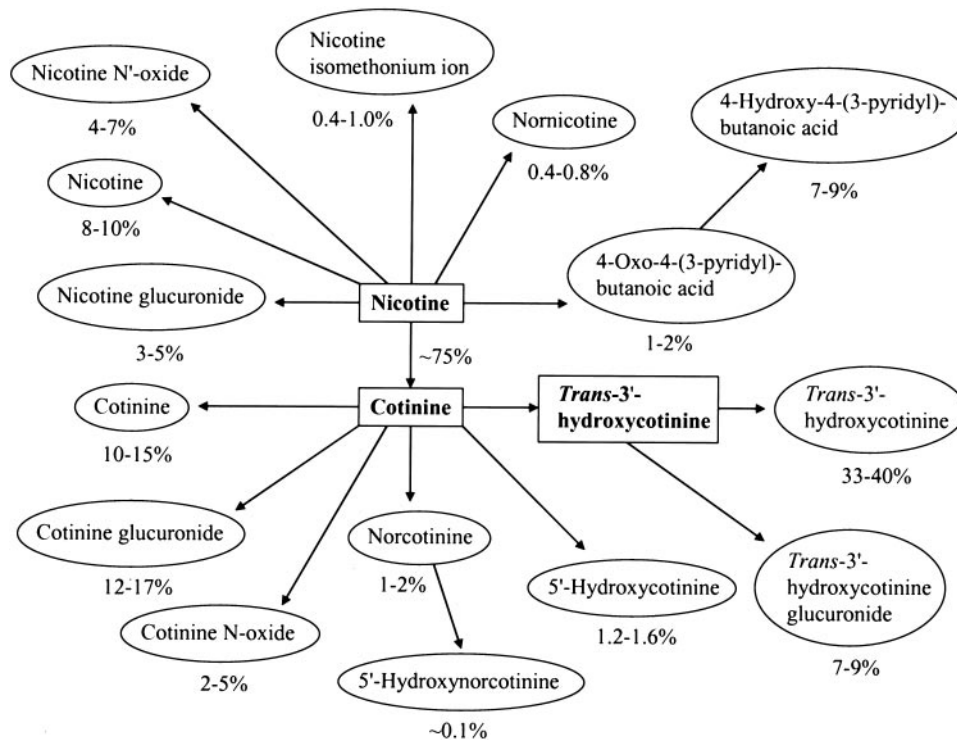 Nicotine
isomethonium ion
0.4-1.0%
Nicotine N'-oxide
4-7%
Nornicotine
0.4-0.8%
4-Hydroxy-4-(3-pyridyl)-
butanoic acid
7-9%
Nicotine
8-10%
4-Oxo-4-(3-pyridyl)-
butanoic acid
1-2%
Nicotine glucuronide
3-5%
Nicotine
~75%
Cotinine
10-15%
Cotinine
Trans-3'-
hydroxycotinine
Trans-3'-
hydroxycotinine
33-40%
Cotinine glucuronide
12-17%
Norcotinine
1-2%
5'-Hydroxycotinine
1.2-1.6%
Trans-3'-
hydroxycotinine
glucuronide
7-9%
Cotinine N-oxide
2-5%
5'-Hydroxynorcotinine
~0.1%